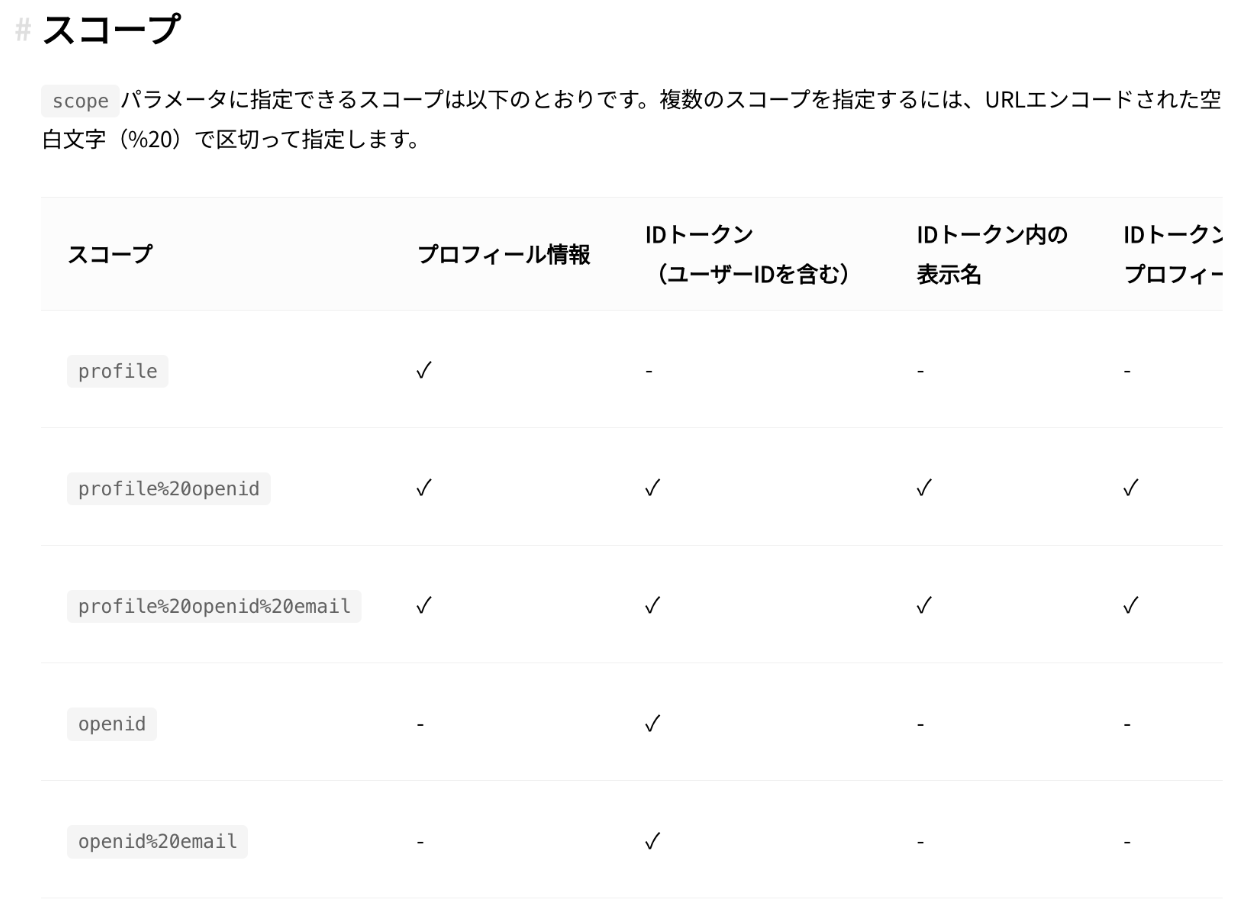 # スコープ
scope パラメータに指定できるスコープは以下のとおりです。複数のスコープを指定するには、URLエンコードされた空
白文字（%20）で区切って指定します。
スコープ プロフィール情報 IDトークン（ユーザーIDを含む） IDトークン内の表示名 IDトークン プロフィー
profile ✓ - - -
profile%20openid ✓ ✓ ✓ ✓
profile%20openid%20email ✓ ✓ ✓ ✓
openid - ✓ - -
openid%20email - ✓ - -